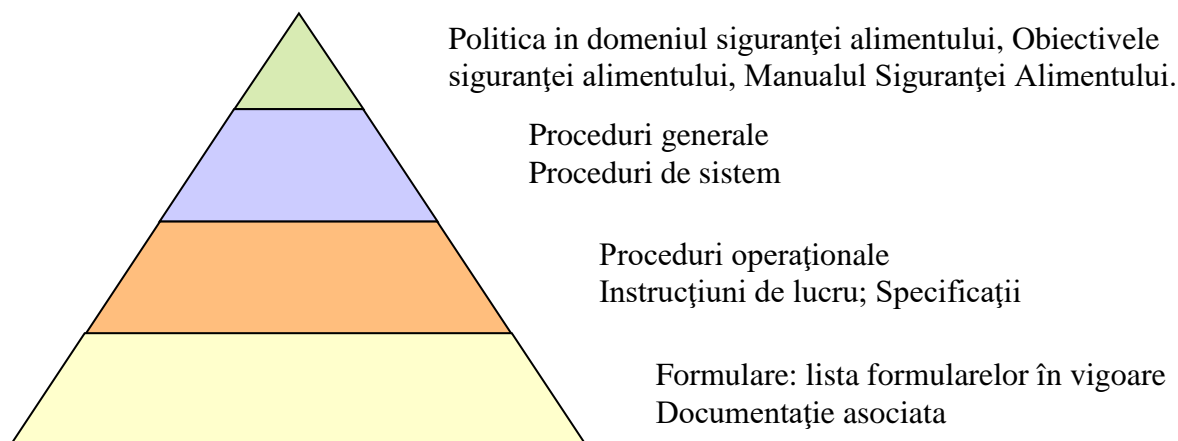 Politica in domeniul siguranţei alimentului, Obiectivele
siguranţei alimentului, Manualul Siguranţei Alimentului.
Proceduri generale
Proceduri de sistem
Proceduri operaţionale
Instrucţiuni de lucru; Specificaţii
Formulare: lista formularelor în vigoare
Documentaţie asociata